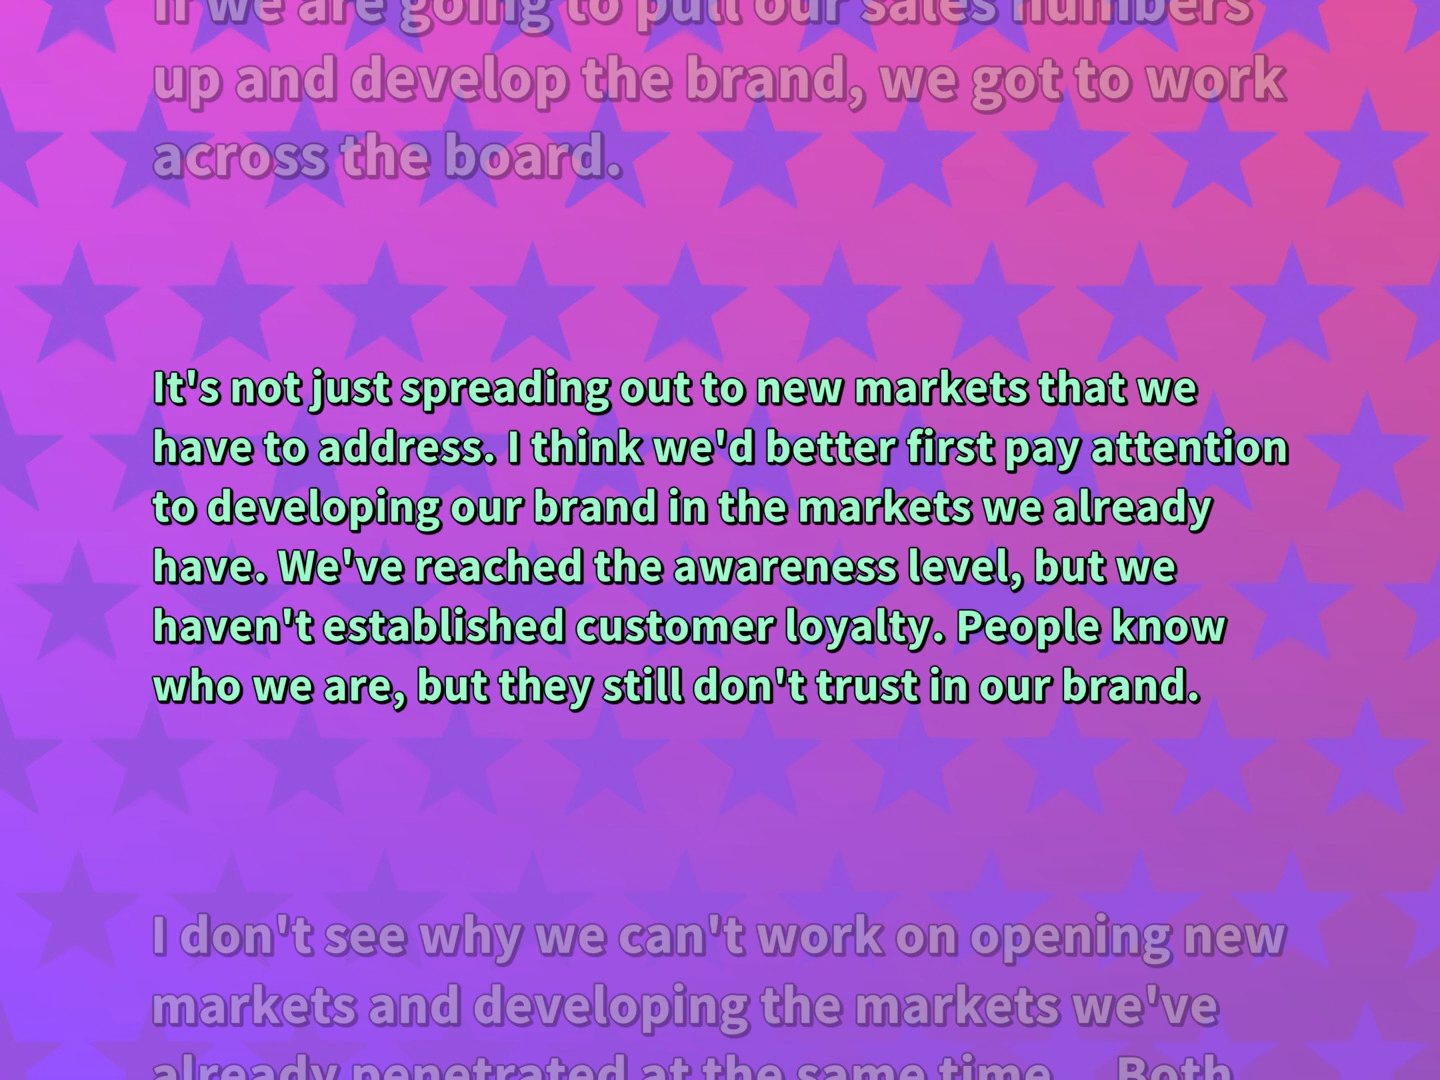 If we are going to pull our sales numbers
up and develop the brand, we got to work
across the board.
It's not just spreading out to new markets that we
have to address. I think we'd better first pay attention
to developing our brand in the markets we already
have. We've reached the awareness level, but we
haven't established customer loyalty. People know
who we are, but they still don't trust in our brand.
I don't see why we can't work on opening new
markets and developing the markets we've
already penetrated at the same time. Both